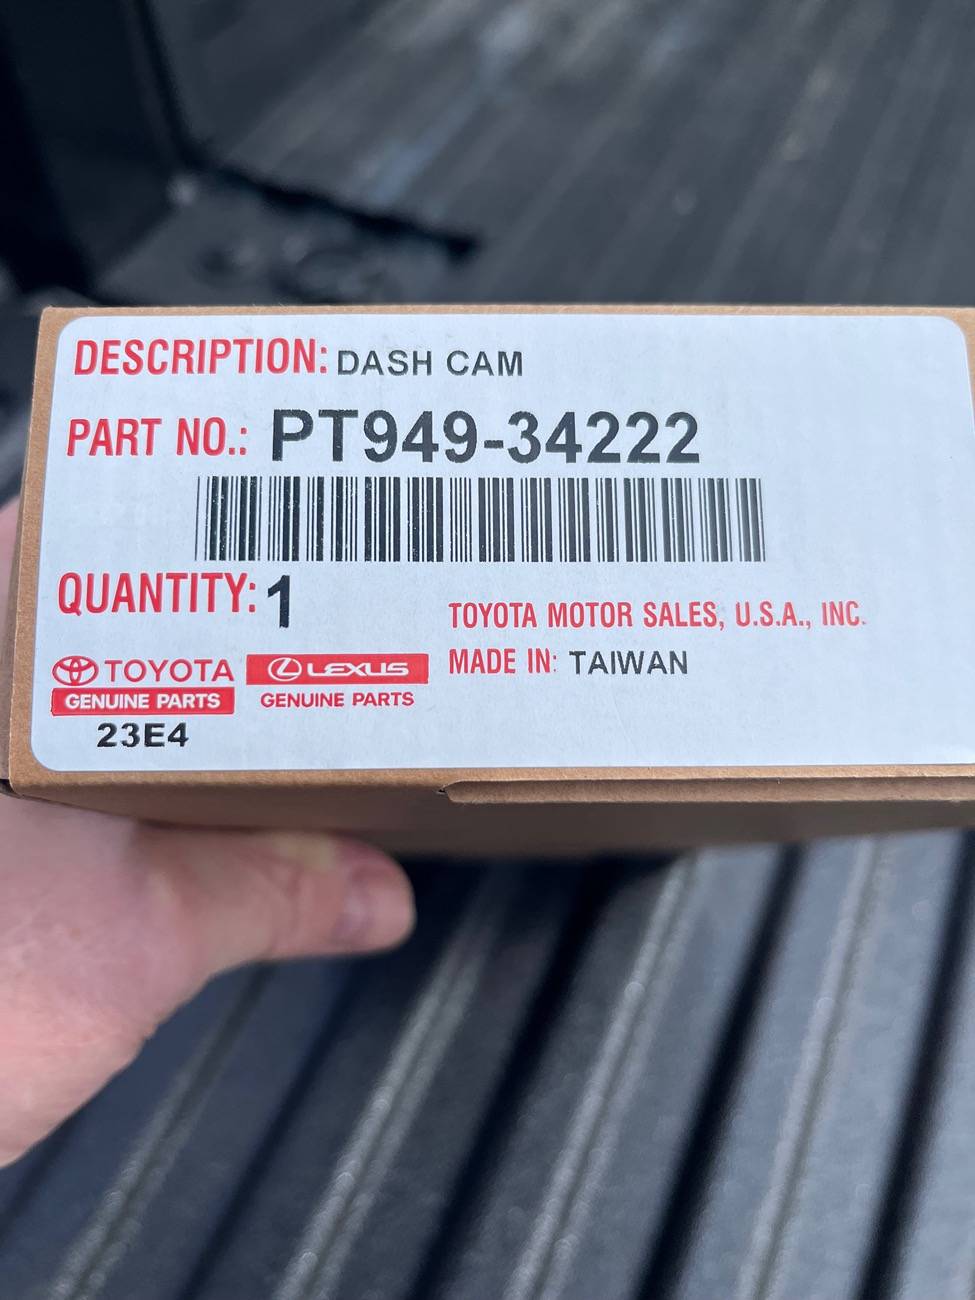 DESCRIPTION: DASH CAM
PART NO.: PT949-34222
QUANTITY: 1
TOYOTA MOTOR SALES, U.S.A., INC.
MADE IN: TAIWAN
TOYOTA
GENUINE PARTS
LEXUS
GENUINE PARTS
23E4